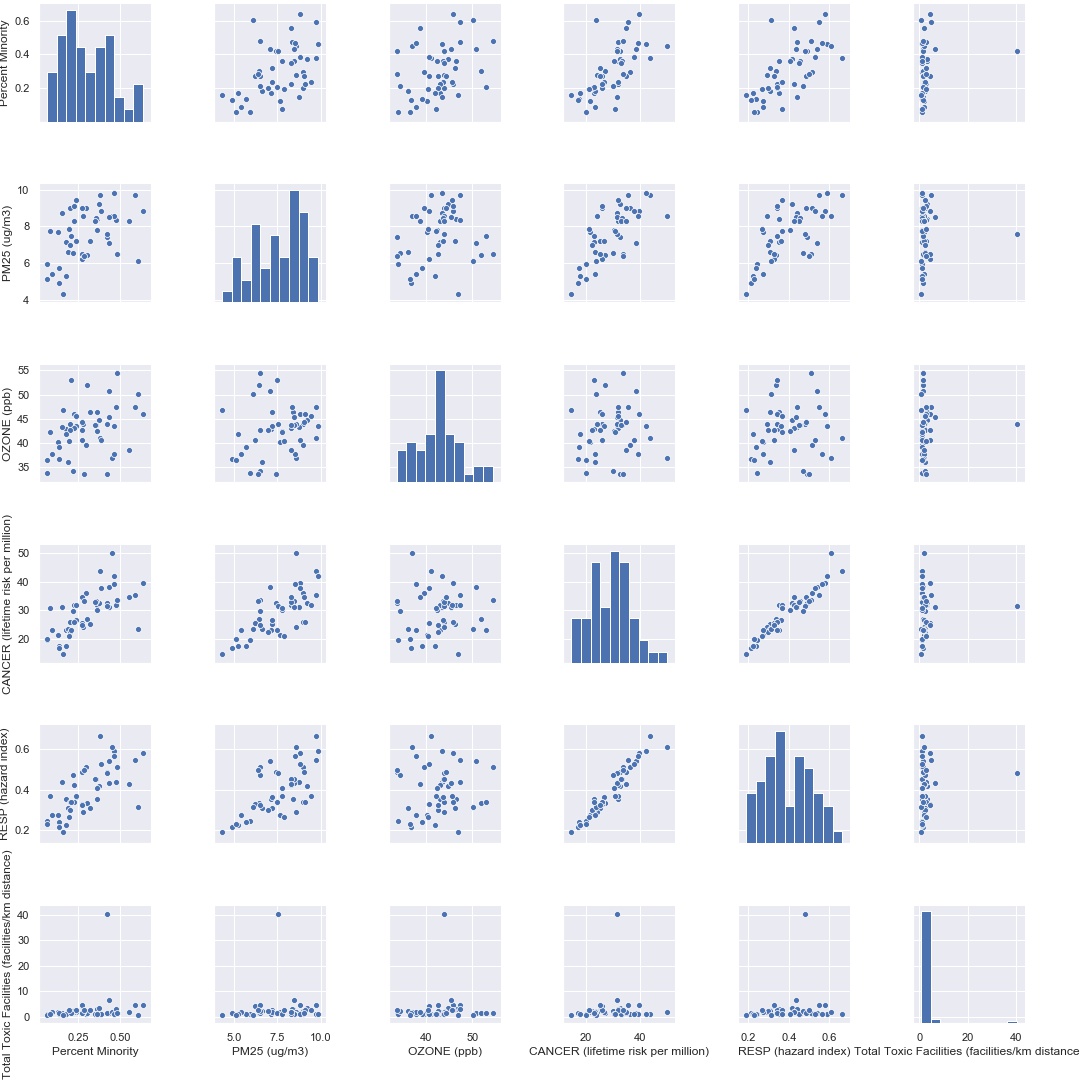 Percent Minority
0.6
0.4
0.2
PM25 (ug/m3)
10
8
6
4
OZONE (ppb)
55
50
45
40
35
CANCER (lifetime risk per million)
50
40
30
20
RESP (hazard index)
0.6
0.4
0.2
Total Toxic Facilities (facilities/km distance)
40
30
20
10
0
0.25 0.50
5.0 7.5 10.0
40 50
20 40
0.2 0.4 0.6
0 20 40
Percent Minority
PM25 (ug/m3)
OZONE (ppb)
CANCER (lifetime risk per million)
RESP (hazard index)
Total Toxic Facilities (facilities/km distance